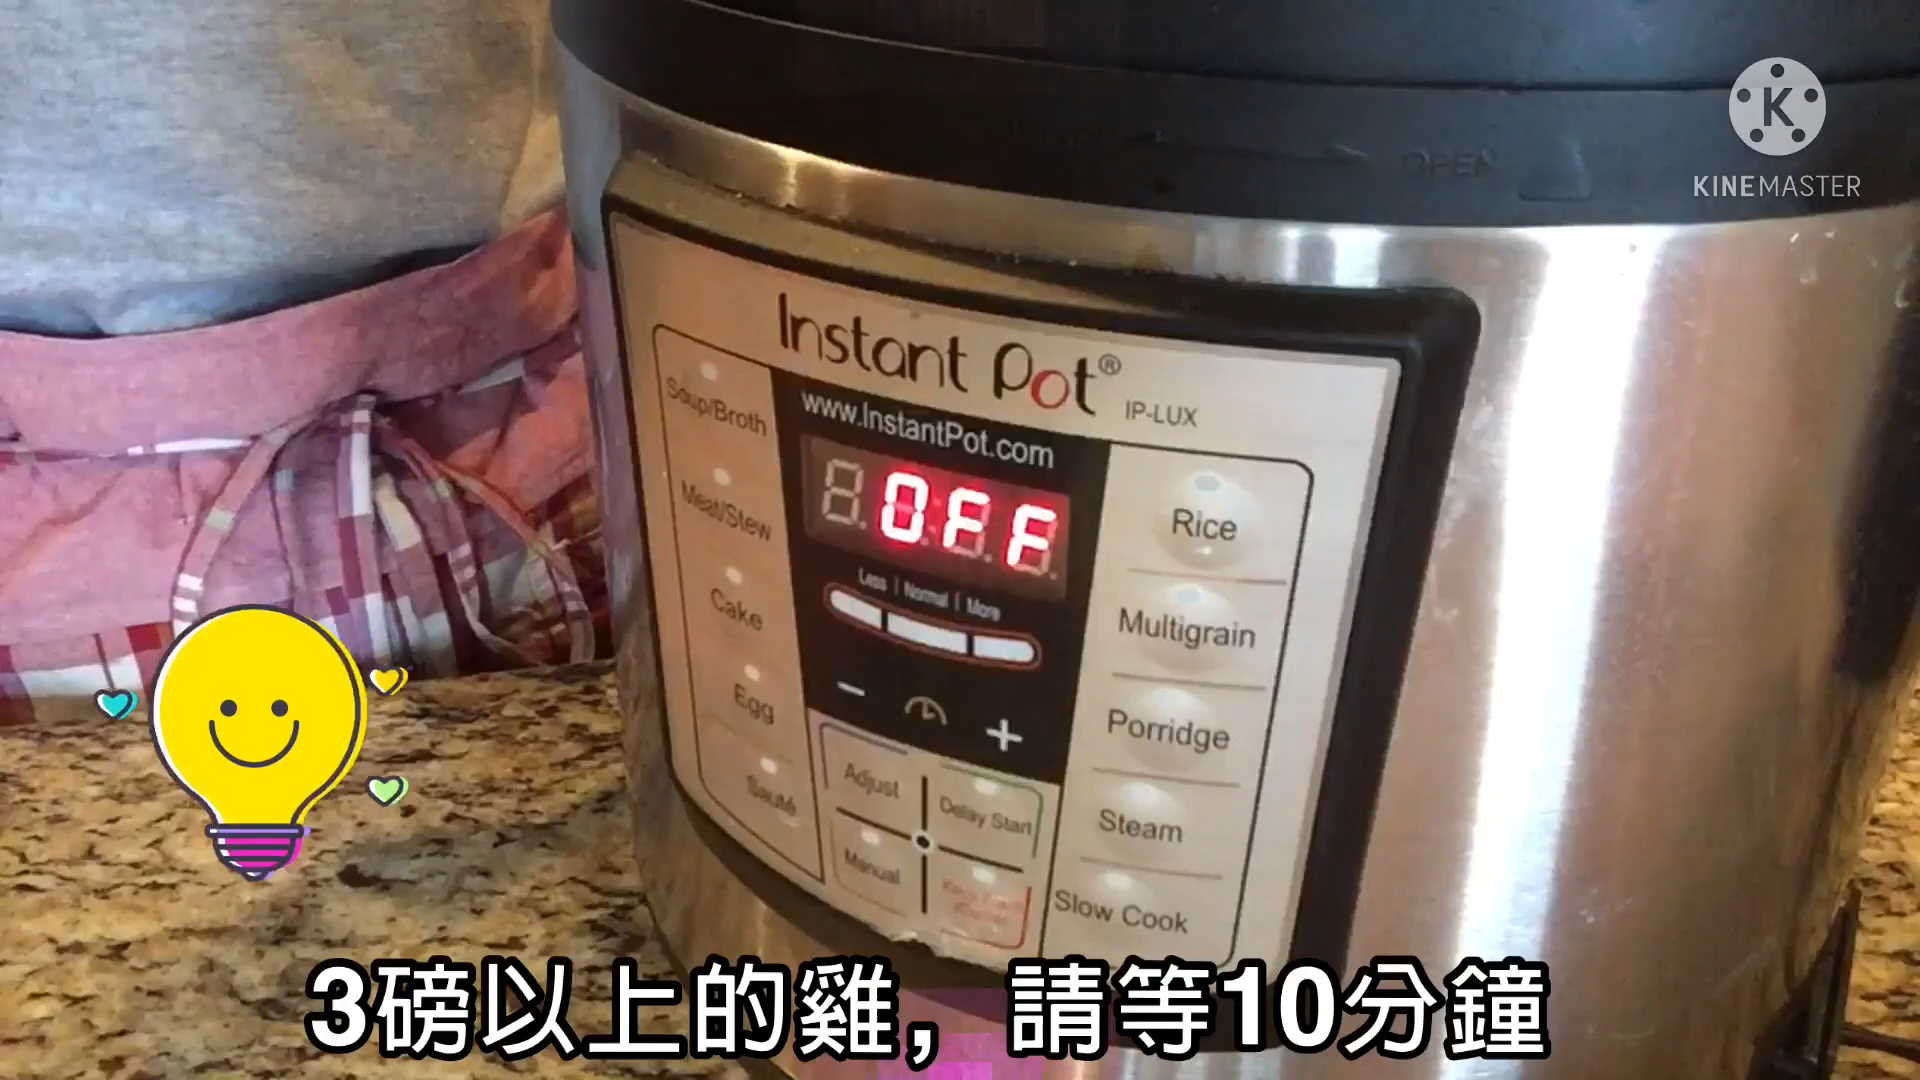 K
KINEMASTER
OPEN
Instant Pot®
IP-LUX
www.InstantPot.com
OFF
Less | Normal | More
Soup/Broth
Meat/Stew
Cake
Egg
Sauté
Rice
Multigrain
Porridge
Steam
Slow Cook
Adjust
Delay Start
Manual
3磅以上的雞，請等10分鐘